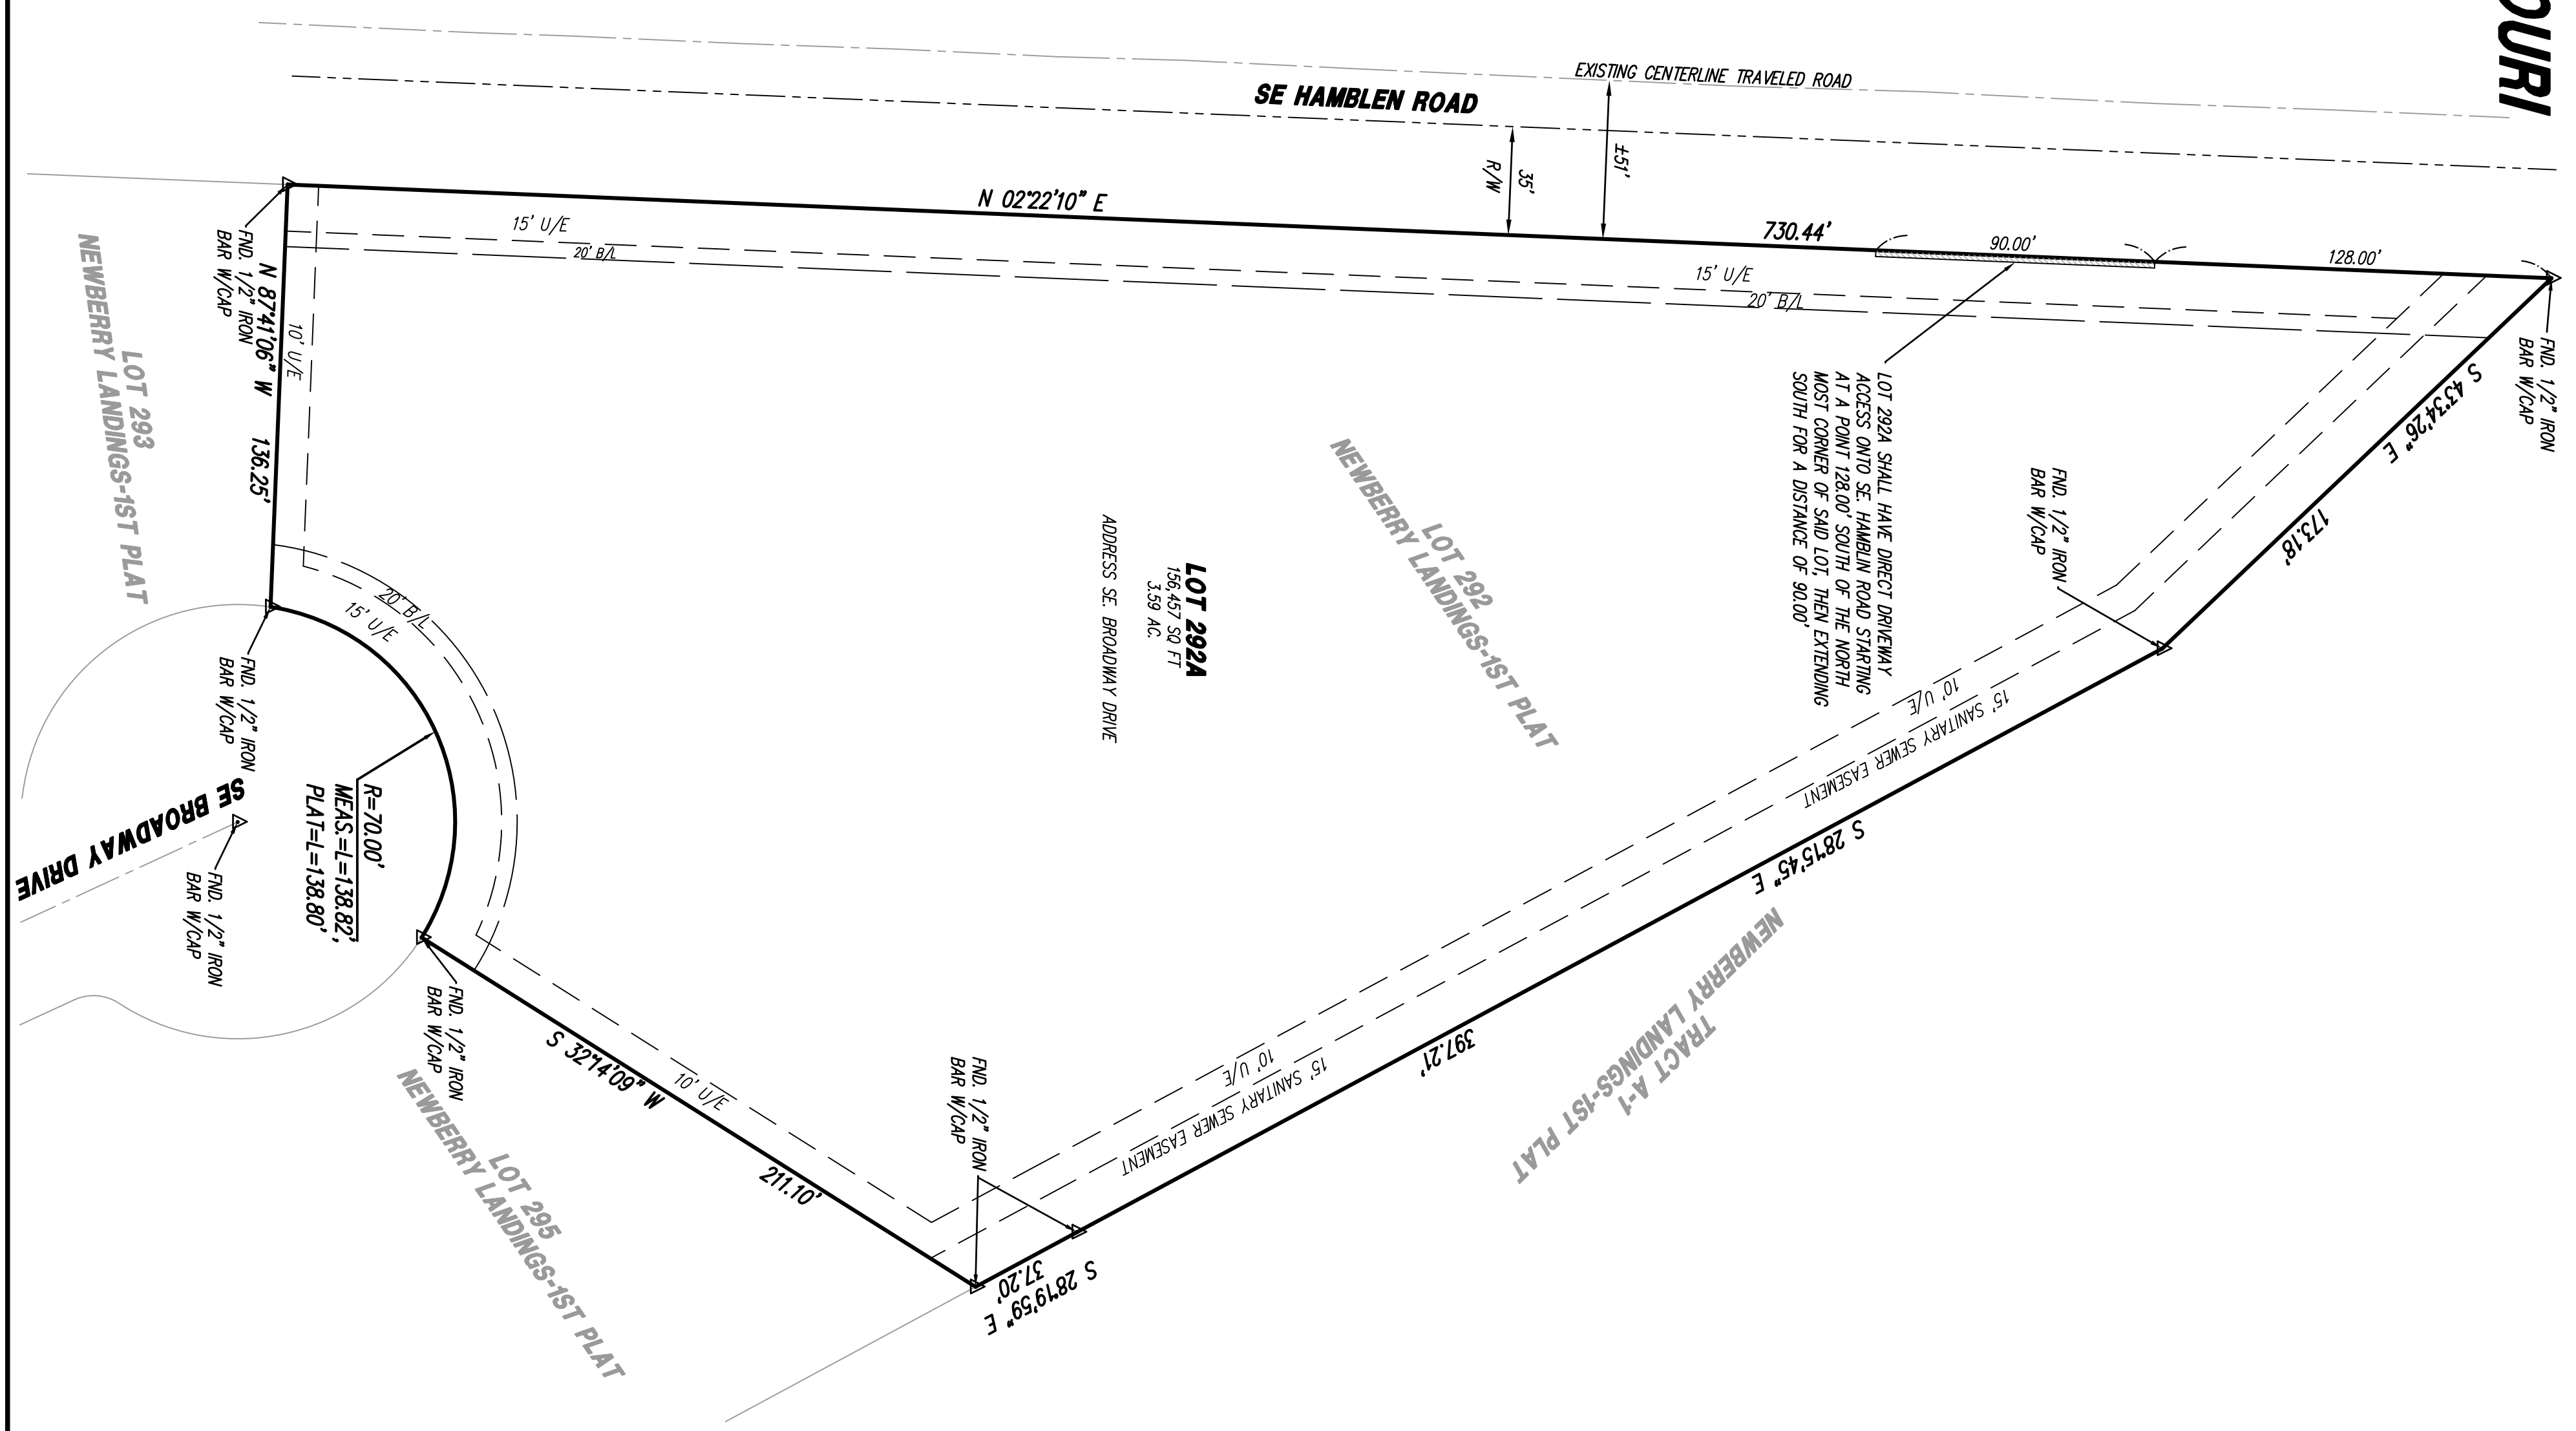 OURI
EXISTING CENTERLINE TRAVELED ROAD
SE HAMBLEN ROAD
±51'
35'
R/W
N 02°22'10" E
730.44'
90.00'
128.00'
15' U/E
20' B/L
15' U/E
20' B/L
FND. 1/2" IRON
BAR W/CAP
N 87°41'06" W 136.25'
10' U/E
LOT 293
NEWBERRY LANDINGS-1ST PLAT
FND. 1/2" IRON
BAR W/CAP
S 43°34'26" E
173.18'
FND. 1/2" IRON
BAR W/CAP
LOT 292A SHALL HAVE DIRECT DRIVEWAY
ACCESS ONTO SE. HAMBLIN ROAD STARTING
AT A POINT 128.00' SOUTH OF THE NORTH
MOST CORNER OF SAID LOT, THEN EXTENDING
SOUTH FOR A DISTANCE OF 90.00'
LOT 292
NEWBERRY LANDINGS-1ST PLAT
LOT 292A
156,457 SQ FT
3.59 AC.
ADDRESS SE. BROADWAY DRIVE
20' B/L
15' U/E
FND. 1/2" IRON
BAR W/CAP
R=70.00'
MEAS.=L=138.82',
PLAT=L=138.80'
SE BROADWAY DRIVE
FND. 1/2" IRON
BAR W/CAP
FND. 1/2" IRON
BAR W/CAP
10' U/E
15' SANITARY SEWER EASEMENT
S 28°15'45" E
397.21'
TRACT A-1
NEWBERRY LANDINGS-1ST PLAT
10' U/E
15' SANITARY SEWER EASEMENT
S 32°14'09" W
10' U/E
211.10'
LOT 295
NEWBERRY LANDINGS-1ST PLAT
FND. 1/2" IRON
BAR W/CAP
S 28°19'59" E
37.20'